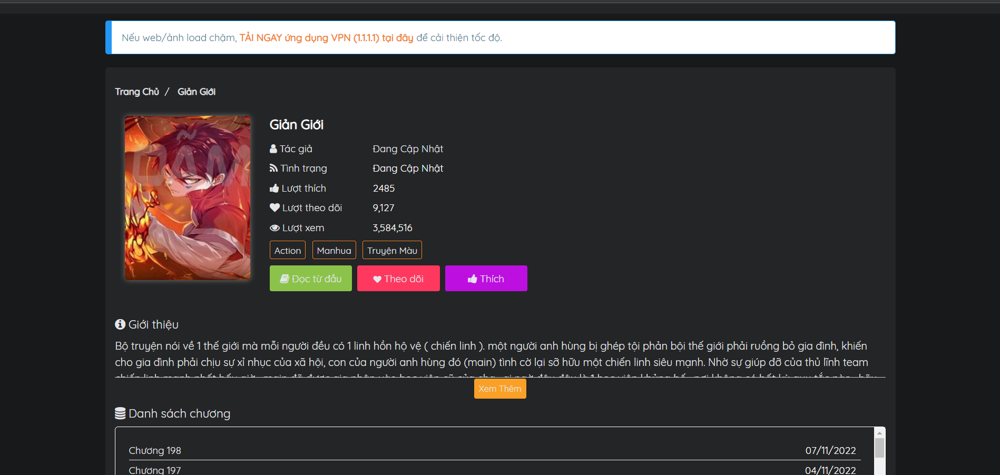 Nếu web/ảnh load chậm, TẢI NGAY ứng dụng VPN (1.1.1.1) tại đây để cải thiện tốc độ.
Trang Chủ / Giản Giới
Giản Giới
Tác giả Đang Cập Nhật
Tình trạng Đang Cập Nhật
Lượt thích 2485
Lượt theo dõi 9,127
Lượt xem 3,584,516
Action Manhua Truyện Màu
Đọc từ đầu Theo dõi Thích
Giới thiệu
Bộ truyện nói về 1 thế giới mà mỗi người đều có 1 linh hồn hộ vệ ( chiến linh ). một người anh hùng bị ghép tội phản bội thế giới phải ruồng bỏ gia đình, khiến
cho gia đình phải chịu sự xỉ nhục của xã hội, con của người anh hùng đó (main) tình cờ lại sỡ hữu một chiến linh siêu mạnh. Nhờ sự giúp đỡ của thủ lĩnh team
Xem Thêm
Danh sách chương
Chương 198 07/11/2022
Chương 197 04/11/2022